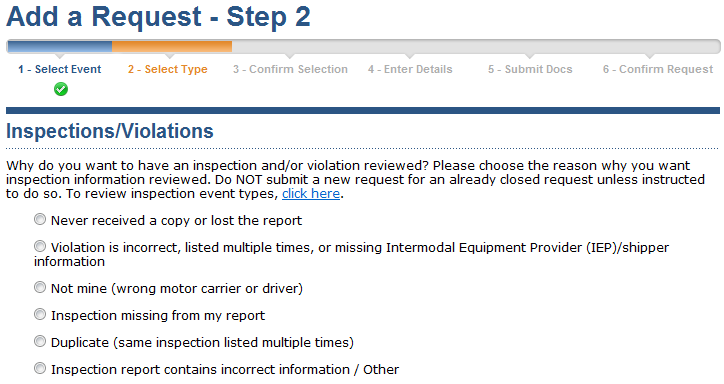 Add a Request - Step 2
1 - Select Event 2 - Select Type 3 - Confirm Selection 4 - Enter Details 5 - Submit Docs 6 - Confirm Request
Inspections/Violations
Why do you want to have an inspection and/or violation reviewed? Please choose the reason why you want
inspection information reviewed. Do NOT submit a new request for an already closed request unless instructed
to do so. To review inspection event types, click here.
Never received a copy or lost the report
Violation is incorrect, listed multiple times, or missing Intermodal Equipment Provider (IEP)/shipper
information
Not mine (wrong motor carrier or driver)
Inspection missing from my report
Duplicate (same inspection listed multiple times)
Inspection report contains incorrect information / Other